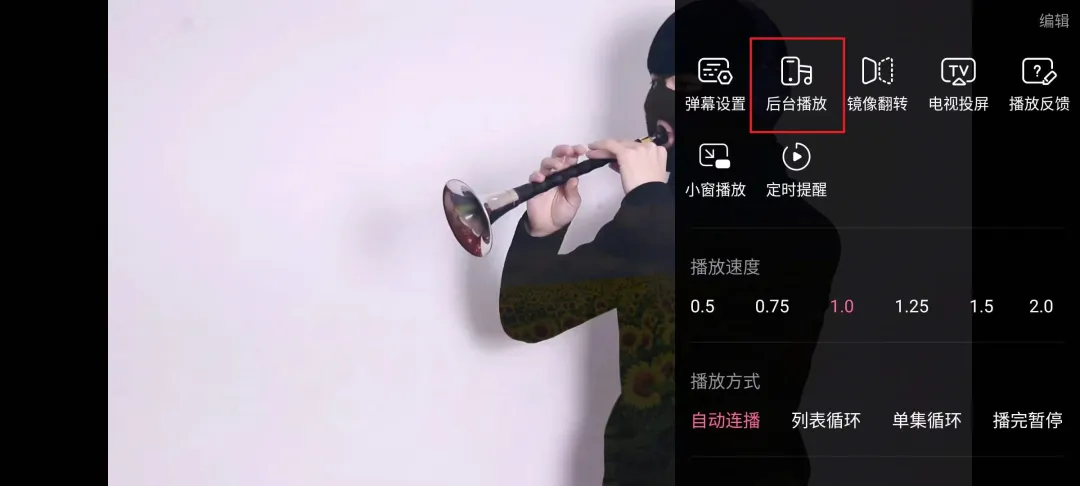 编辑
弹幕设置 后台播放 镜像翻转 电视投屏 播放反馈
小窗播放 定时提醒
播放速度
0.5 0.75 1.0 1.25 1.5 2.0
播放方式
自动连播 列表循环 单集循环 播完暂停